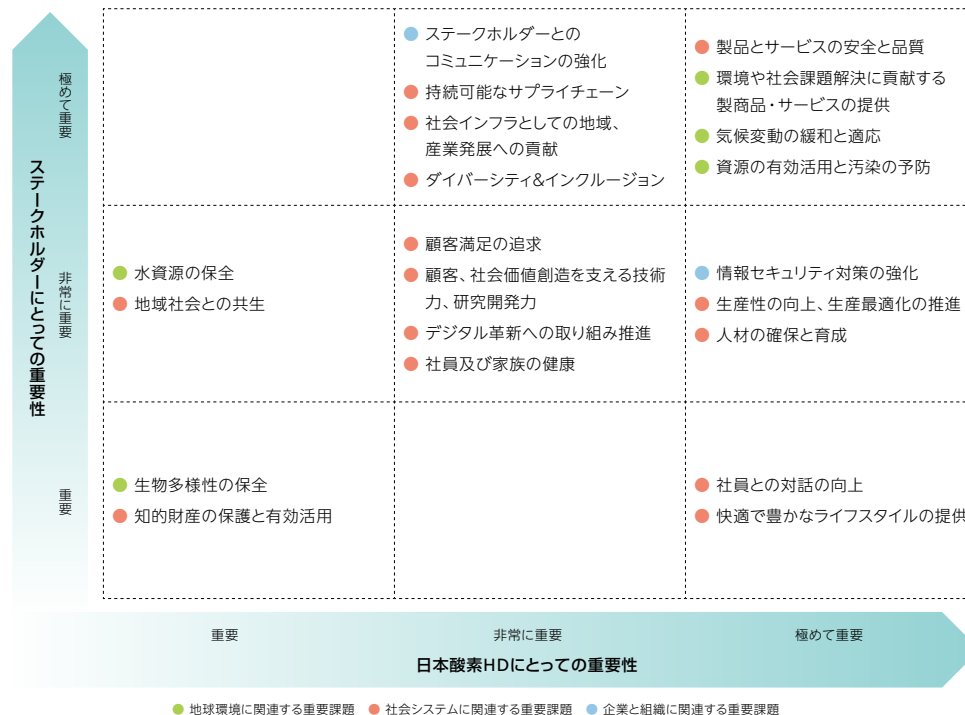 極めて重要
非常に重要
重要
ステークホルダーにとっての重要性
ステークホルダーとの
コミュニケーションの強化
持続可能なサプライチェーン
社会インフラとしての地域、
産業発展への貢献
ダイバーシティ&インクルージョン
製品とサービスの安全と品質
環境や社会課題解決に貢献する
製商品・サービスの提供
気候変動の緩和と適応
資源の有効活用と汚染の予防
水資源の保全
地域社会との共生
顧客満足の追求
顧客、社会価値創造を支える技術
力、研究開発力
デジタル革新への取り組み推進
社員及び家族の健康
情報セキュリティ対策の強化
生産性の向上、生産最適化の推進
人材の確保と育成
生物多様性の保全
知的財産の保護と有効活用
社員との対話の向上
快適で豊かなライフスタイルの提供
重要
非常に重要
極めて重要
日本酸素HDにとっての重要性
地球環境に関連する重要課題
社会システムに関連する重要課題
企業と組織に関連する重要課題